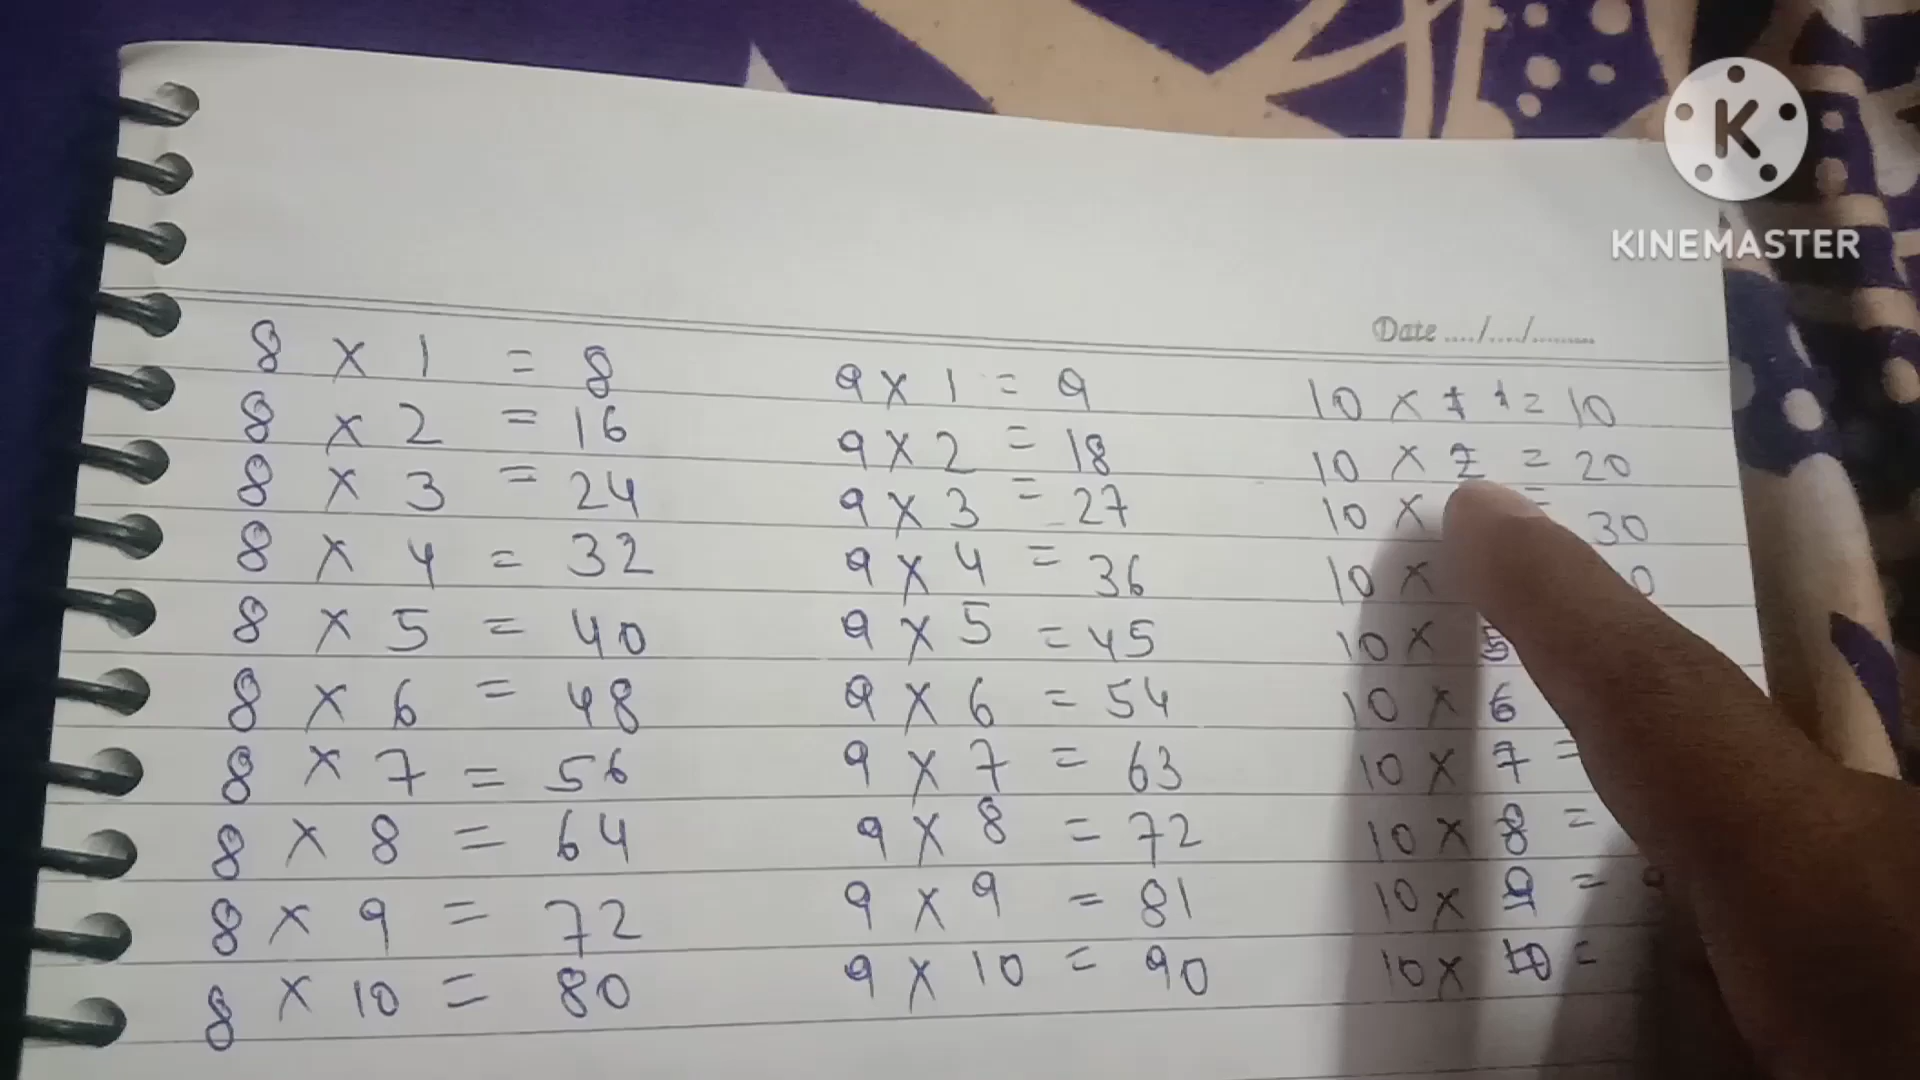 K
KINEMASTER
Date ..../..../.........
8 x 1 = 8
8 x 2 = 16
8 x 3 = 24
8 x 4 = 32
8 x 5 = 40
8 x 6 = 48
8 x 7 = 56
8 x 8 = 64
8 x 9 = 72
8 x 10 = 80
9 x 1 = 9
9 x 2 = 18
9 x 3 = 27
9 x 4 = 36
9 x 5 = 45
9 x 6 = 54
9 x 7 = 63
9 x 8 = 72
9 x 9 = 81
9 x 10 = 90
10 x 1 1 = 10
10 x 2 = 20
10 x = 30
10 x 0
10 x 5
10 x 6
10 x 7 =
10 x 8 =
10 x 9 =
10 x 10 =